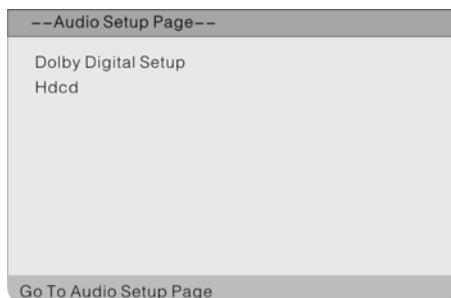 --Audio Setup Page--
Dolby Digital Setup
Hdcd
Go To Audio Setup Page